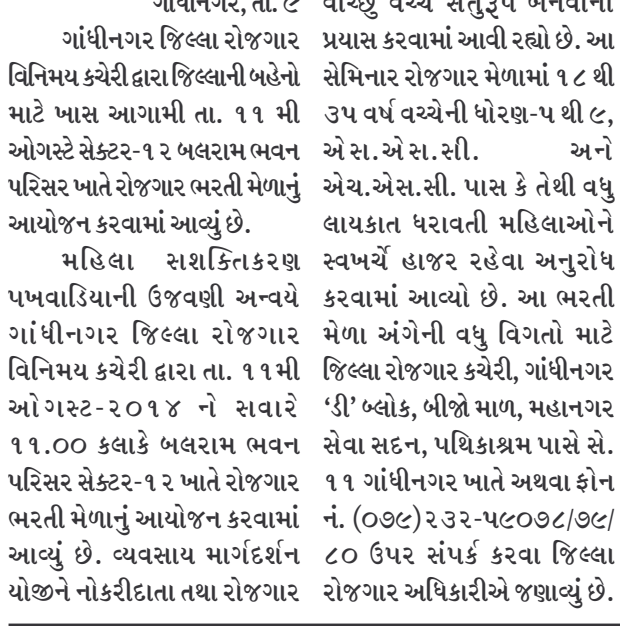 ગાંધીનગર, તા. ૯
ગાંધીનગર જિલ્લા રોજગાર
વિનિમય કચેરી દ્વારા જિલ્લાની બહેનો
માટે ખાસ આગામી તા. ૧૧ મી
ઓગસ્ટે સેક્ટર-૧૨ બલરામ ભવન
પરિસર ખાતે રોજગાર ભરતી મેળાનું
આયોજન કરવામાં આવ્યું છે.
મહિલા સશક્તિકરણ
પખવાડિયાની ઉજવણી અન્વયે
ગાંધીનગર જિલ્લા રોજગાર
વિનિમય કચેરી દ્વારા તા. ૧૧મી
ઓગસ્ટ-૨૦૧૪ ને સવારે
૧૧.૦૦ કલાકે બલરામ ભવન
પરિસર સેક્ટર-૧૨ ખાતે રોજગાર
ભરતી મેળાનું આયોજન કરવામાં
આવ્યું છે. વ્યવસાય માર્ગદર્શન
યોજીને નોકરીદાતા તથા રોજગાર
વાંચ્છુ વચ્ચે સેતુરૂપ બનવાનો
પ્રયાસ કરવામાં આવી રહ્યો છે. આ
સેમિનાર રોજગાર મેળામાં ૧૮ થી
૩૫ વર્ષ વચ્ચેની ધોરણ-૫ થી ૯,
એસ.એસ.સી. અને
એચ.એસ.સી. પાસ કે તેથી વધુ
લાયકાત ધરાવતી મહિલાઓને
સ્વખર્ચે હાજર રહેવા અનુરોધ
કરવામાં આવ્યો છે. આ ભરતી
મેળા અંગેની વધુ વિગતો માટે
જિલ્લા રોજગાર કચેરી, ગાંધીનગર
‘ડી’ બ્લોક, બીજો માળ, મહાનગર
સેવા સદન, પથિકાશ્રમ પાસે સે.
૧૧ ગાંધીનગર ખાતે અથવા ફોન
નં. (૦૭૯)૨૩૨-૫૯૦૭૮/૭૯/
૮૦ ઉપર સંપર્ક કરવા જિલ્લા
રોજગાર અધિકારીએ જણાવ્યું છે.